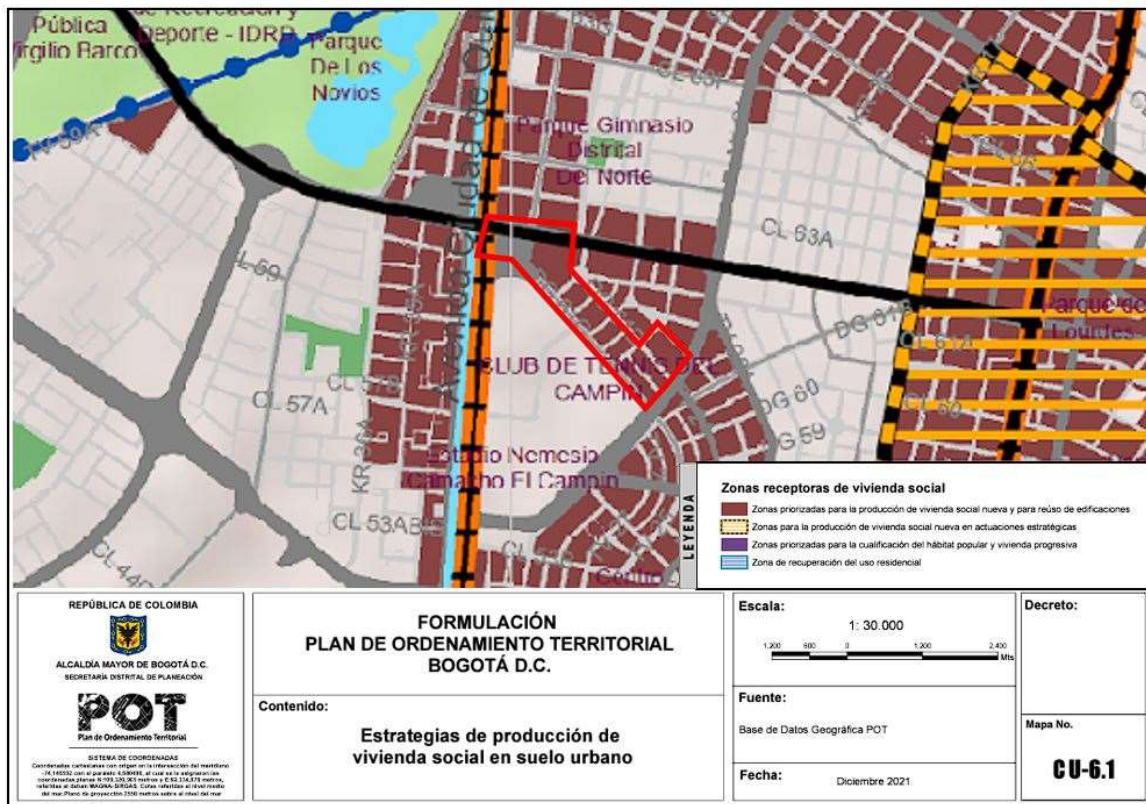 Pública
de Recreación y
Virgilio Barco
Deporte - IDRD
Parque
De Los
Novios
TV 59A
Parque Gimnasio
Distrital
Del Norte
CL 63A
CL 57B
CL 57A
KR 36A
CLUB DE TENNIS DEL
CAMPIN
DG 61B
Parque de
Lourdes
CL 61A
DG 60
CL 60
DG 59
Estadio Nemesio
Camacho El Campin
CL 53ABIS
LEYENDA
Zonas receptoras de vivienda social
Zonas priorizadas para la producción de vivienda social nueva y para reúso de edificaciones
Zonas para la producción de vivienda social nueva en actuaciones estratégicas
Zonas priorizadas para la cualificación del hábitat popular y vivienda progresiva
Zona de recuperación del uso residencial
REPÚBLICA DE COLOMBIA
ALCALDÍA MAYOR DE BOGOTÁ D.C.
SECRETARÍA DISTRITAL DE PLANEACIÓN
POT
Plan de Ordenamiento Territorial
SISTEMA DE COORDENADAS
FORMULACIÓN
PLAN DE ORDENAMIENTO TERRITORIAL
BOGOTÁ D.C.
Contenido:
Estrategias de producción de
vivienda social en suelo urbano
Escala:
1: 30.000
1,200 600 0 1,200 2,400
Mts
Fuente:
Base de Datos Geográfica POT
Fecha:
Diciembre 2021
Decreto:
Mapa No.
CU-6.1